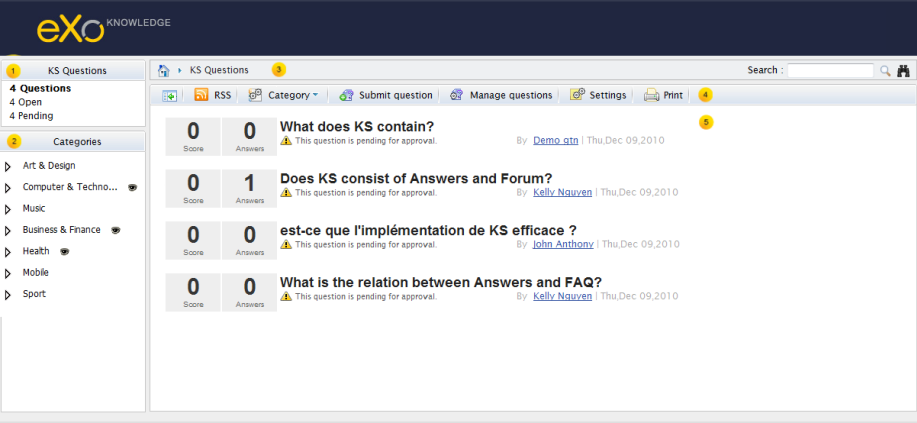 eXo KNOWLEDGE
1 KS Questions
4 Questions
4 Open
4 Pending
2 Categories
Art & Design
Computer & Techno...
Music
Business & Finance
Health
Mobile
Sport
KS Questions 3 Search :
RSS Category Submit question Manage questions Settings Print 4
5
0 0 What does KS contain?
Score Answers This question is pending for approval. By Demo gtn | Thu,Dec 09,2010
0 1 Does KS consist of Answers and Forum?
Score Answers This question is pending for approval. By Kelly Nguyen | Thu,Dec 09,2010
0 0 est-ce que l'implémentation de KS efficace ?
Score Answers This question is pending for approval. By John Anthony | Thu,Dec 09,2010
0 0 What is the relation between Answers and FAQ?
Score Answers This question is pending for approval. By Kelly Nguyen | Thu,Dec 09,2010